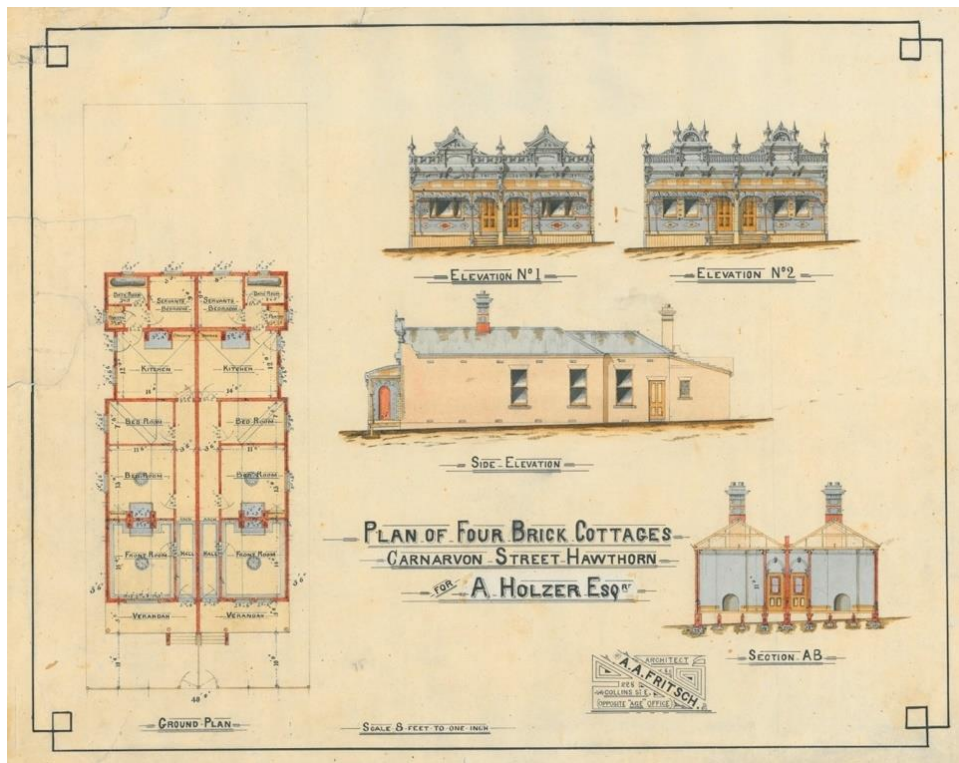 ELEVATION No 1
ELEVATION No 2
BATH ROOM
SERVANTS
BEDROOM
SERVANTS
BEDROOM
BATH ROOM
PANTRY
KITCHEN
KITCHEN
BED ROOM
BED ROOM
BED ROOM
BED ROOM
FRONT ROOM
HALL
HALL
FRONT ROOM
VERANDAH
VERANDAH
48'
GROUND PLAN
SIDE ELEVATION
PLAN OF FOUR BRICK COTTAGES
CARNARVON STREET HAWTHORN
FOR A HOLZER ESQRE
SECTION AB
ARCHITECT
A.A. FRITSCH.
COLLINS ST E.
OPPOSITE "AGE" OFFICE
SCALE 8 FEET TO ONE INCH